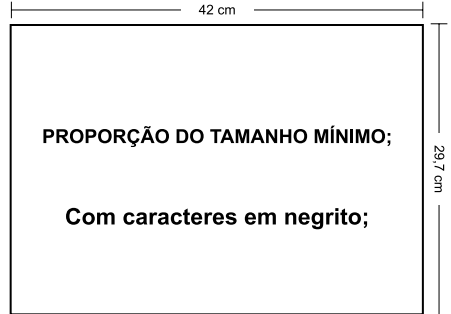 42 cm
PROPORÇÃO DO TAMANHO MÍNIMO;
29,7 cm
Com caracteres em negrito;